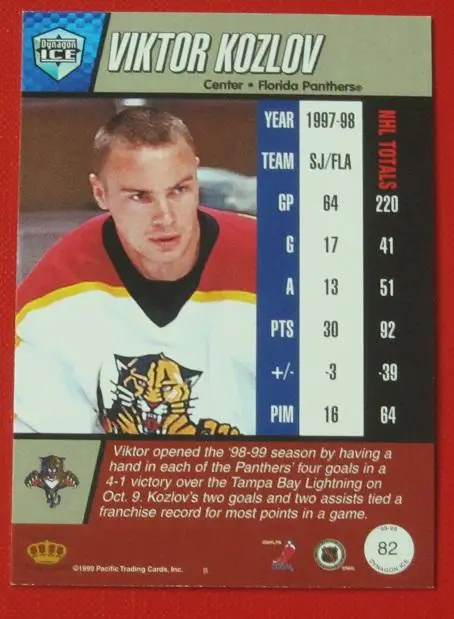 Dynagon
ICE
VIKTOR KOZLOV
Center • Florida Panthers®
YEAR 1997-98 NHL TOTALS
TEAM SJ/FLA
GP 64 220
G 17 41
A 13 51
PTS 30 92
+/- -3 -39
PIM 16 64
Viktor opened the '98-99 season by having a
hand in each of the Panthers' four goals in a
4-1 victory over the Tampa Bay Lightning on
Oct. 9. Kozlov's two goals and two assists tied a
franchise record for most points in a game.
©1999 Pacific Trading Cards, Inc.
NHL
82
DYNAGON ICE